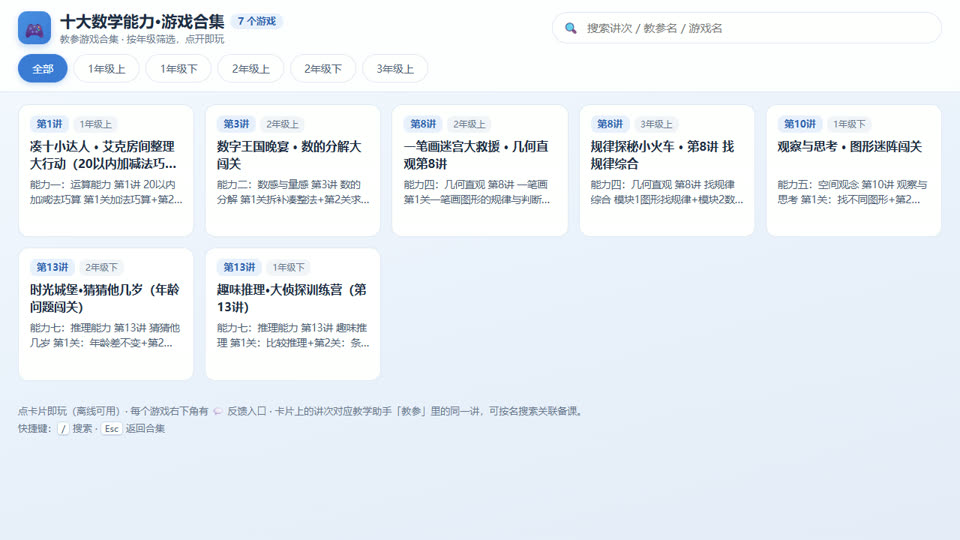 十大数学能力·游戏合集 7 个游戏
教参游戏合集 · 按年级筛选，点开即玩
搜索讲次 / 教参名 / 游戏名
全部 1年级上 1年级下 2年级上 2年级下 3年级上
第1讲 1年级上
凑十小达人 · 艾克房间整理
大行动（20以内加减法巧…
能力一：运算能力 第1讲 20以内
加减法巧算 第1关加法巧算+第2…
第3讲 2年级上
数字王国晚宴 · 数的分解大
闯关
能力二：数感与量感 第3讲 数的
分解 第1关拆补凑整法+第2关求…
第8讲 2年级上
一笔画迷宫大救援 · 几何直
观第8讲
能力四：几何直观 第8讲 一笔画
第1关一笔画图形的规律与判断…
第8讲 3年级上
规律探秘小火车 · 第8讲 找
规律综合
能力四：几何直观 第8讲 找规律
综合 模块1图形找规律+模块2数…
第10讲 1年级下
观察与思考 · 图形迷阵闯关
能力五：空间观念 第10讲 观察与
思考 第1关：找不同图形+第2…
第13讲 2年级下
时光城堡·猜猜他几岁（年龄
问题闯关）
能力七：推理能力 第13讲 猜猜他
几岁 第1关：年龄差不变+第2…
第13讲 1年级下
趣味推理·大侦探训练营（第
13讲）
能力七：推理能力 第13讲 趣味推
理 第1关：比较推理+第2关：条…
点卡片即玩（离线可用）· 每个游戏右下角有 反馈入口 · 卡片上的讲次对应教学助手「教参」里的同一讲，可按名搜索关联备课。
快捷键： / 搜索 · Esc 返回合集